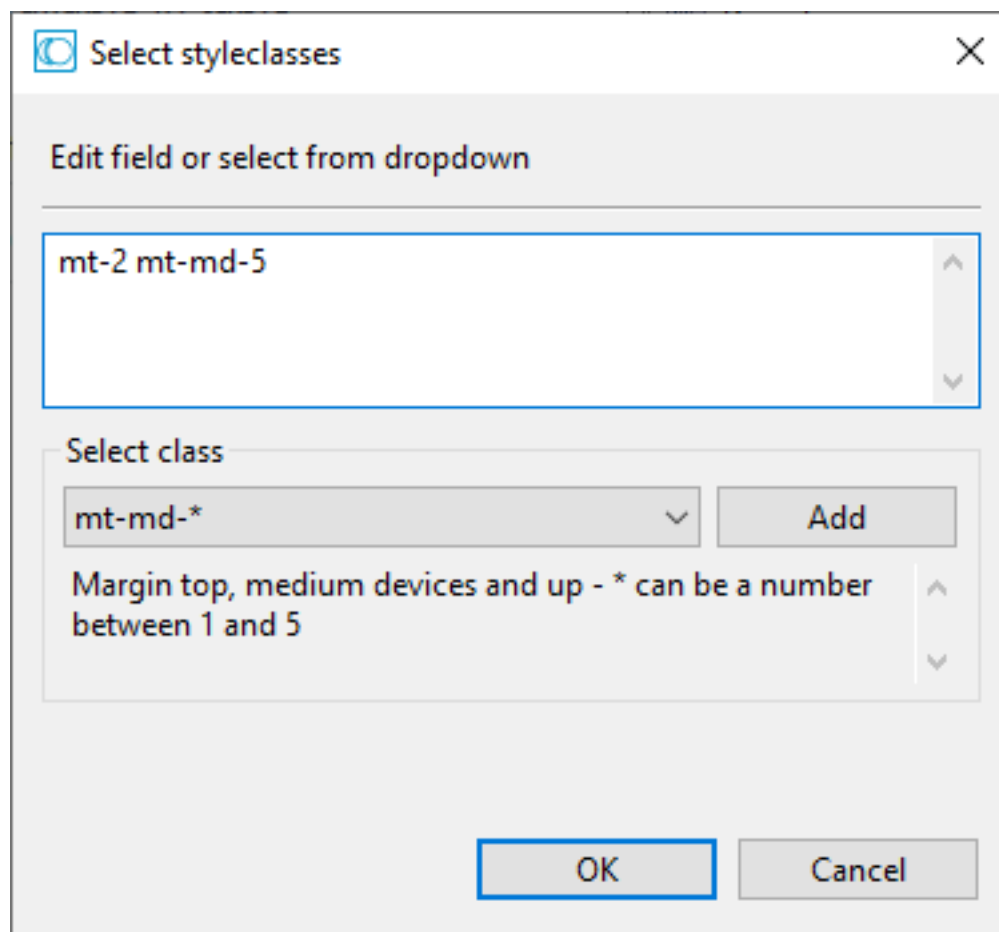 Select styleclasses
Edit field or select from dropdown
mt-2 mt-md-5
Select class
mt-md-*
Add
Margin top, medium devices and up - * can be a number
between 1 and 5
OK
Cancel